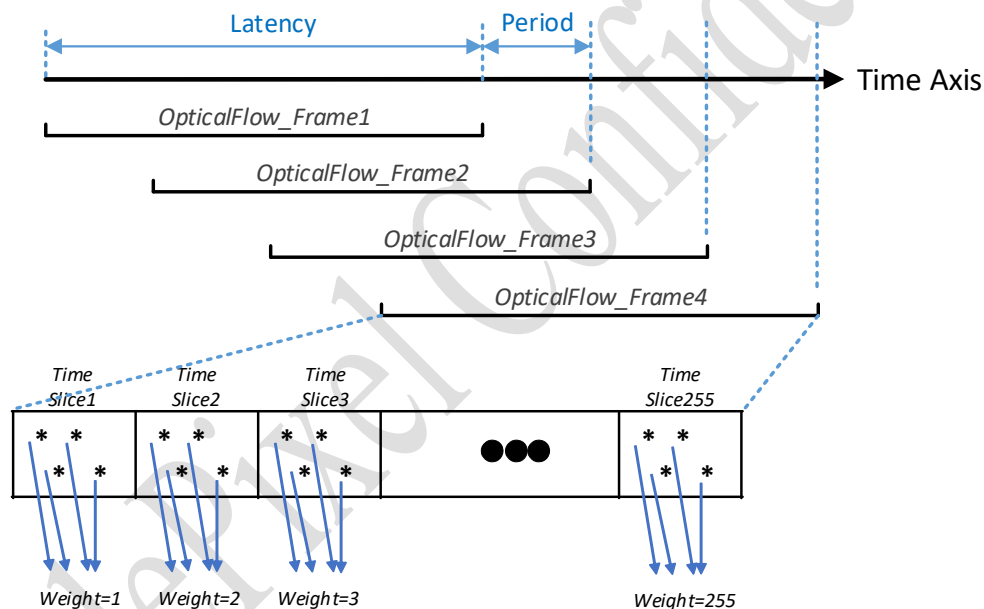 Latency Period
Time Axis
OpticalFlow_Frame1
OpticalFlow_Frame2
OpticalFlow_Frame3
OpticalFlow_Frame4
Time Time Time Time
Slice1 Slice2 Slice3 Slice255
* * * * * * * *
* * * * * * * *
Weight=1 Weight=2 Weight=3 Weight=255